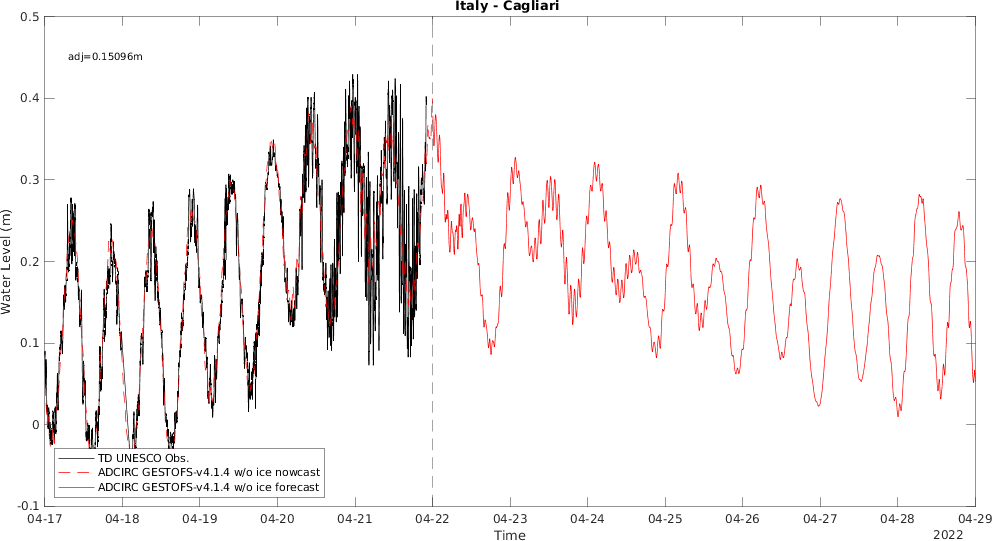 Italy - Cagliari
adj=0.15096m
Water Level (m)
0.5
0.4
0.3
0.2
0.1
0
-0.1
TD UNESCO Obs.
ADCIRC GESTOFS-v4.1.4 w/o ice nowcast
ADCIRC GESTOFS-v4.1.4 w/o ice forecast
04-17 04-18 04-19 04-20 04-21 04-22 04-23 04-24 04-25 04-26 04-27 04-28 04-29
Time
2022